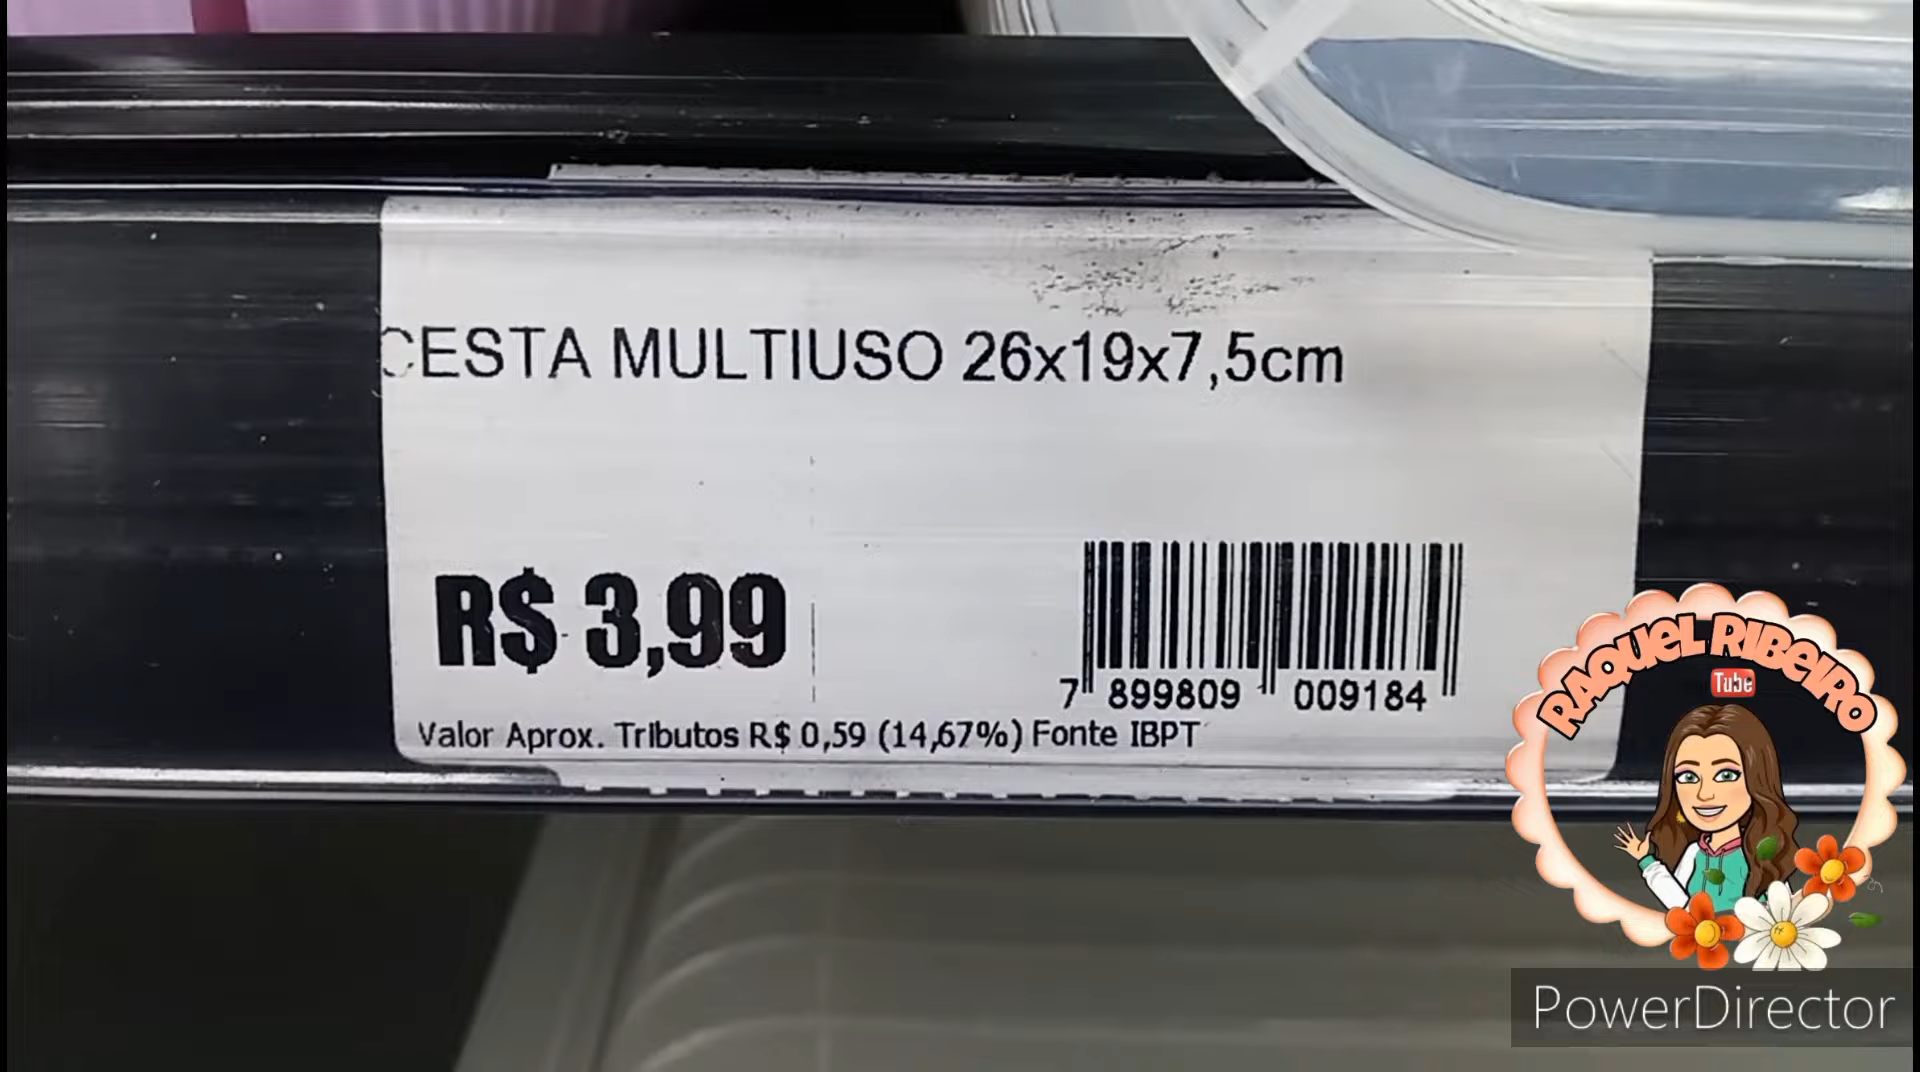 CESTA MULTIUSO 26x19x7,5cm
R$ 3,99
7 899809 009184
Valor Aprox. Tributos R$ 0,59 (14,67%) Fonte IBPT
RAQUEL RIBEIRO
Tube
PowerDirector